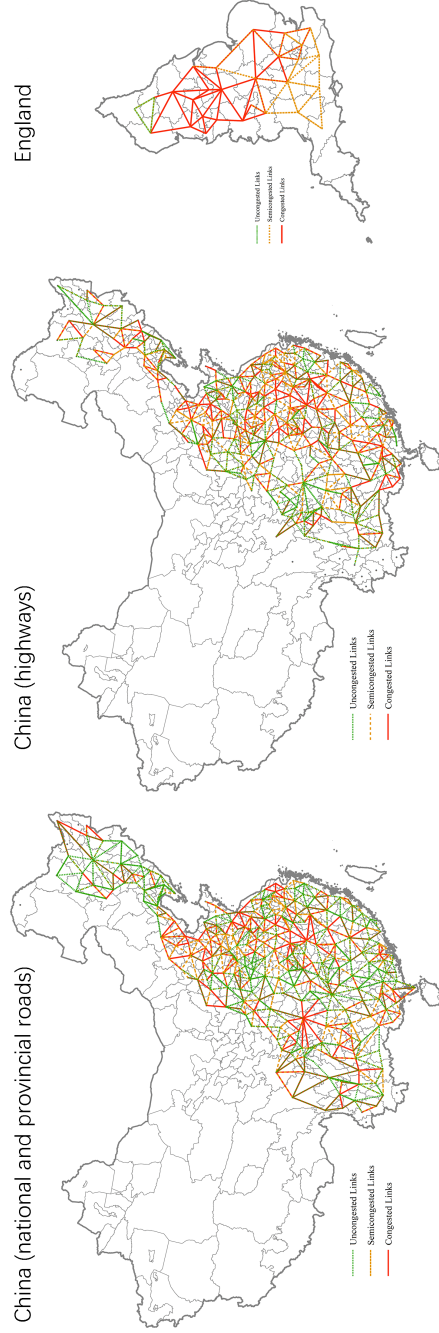 China (national and provincial roads)
Uncongested Links
Semicongested Links
Congested Links
China (highways)
Uncongested Links
Semicongested Links
Congested Links
England
Uncongested Links
Semicongested Links
Congested Links